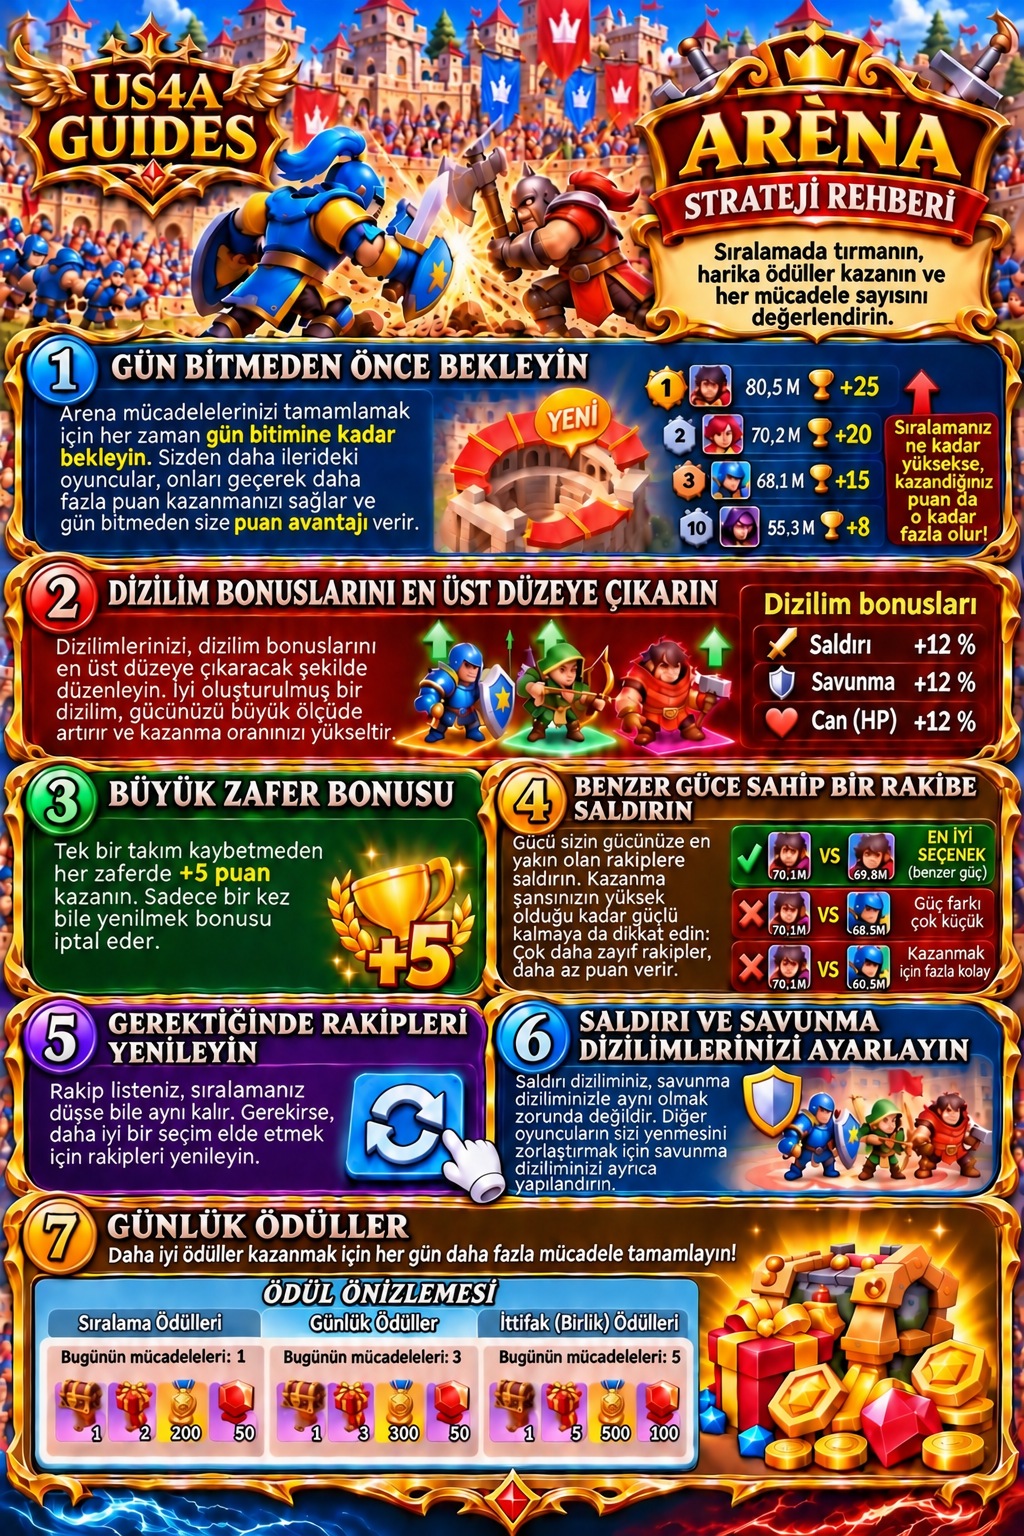 US4A
GUIDES
ARÈNA
STRATEJİ REHBERİ
Sıralamada tırmanın,
harika ödüller kazanın ve
her mücadele sayısını
değerlendirin.
1
GÜN BİTMEDEN ÖNCE BEKLEYİN
Arena mücadelelerinizi tamamlamak
için her zaman gün bitimine kadar
bekleyin. Sizden daha ilerideki
oyuncular, onları geçerek daha
fazla puan kazanmanızı sağlar ve
gün bitmeden size puan avantajı verir.
YENİ
1 80,5 M +25
2 70,2 M +20
3 68,1 M +15
10 55,3 M +8
Sıralamanız
ne kadar
yüksekse,
kazandığınız
puan da
o kadar
fazla olur!
2
DİZİLİM BONUSLARINI EN ÜST DÜZEYE ÇIKARIN
Dizilimlerinizi, dizilim bonuslarını
en üst düzeye çıkaracak şekilde
düzenleyin. İyi oluşturulmuş bir
dizilim, gücünüzü büyük ölçüde
artırır ve kazanma oranınızı yükseltir.
Dizilim bonusları
Saldırı +12 %
Savunma +12 %
Can (HP) +12 %
3
BÜYÜK ZAFER BONUSU
Tek bir takım kaybetmeden
her zaferde +5 puan
kazanın. Sadece bir kez
bile yenilmek bonusu
iptal eder.
+5
4
BENZER GÜCE SAHİP BİR RAKİBE
SALDIRIN
Gücü sizin gücünüze en
yakın olan rakiplere
saldırın. Kazanma
şansınızın yüksek
olduğu kadar güçlü
kalmaya da dikkat edin:
Çok daha zayıf rakipler,
daha az puan verir.
70,1M VS 69.8M
EN İYİ
SEÇENEK
(benzer güç)
70,1M VS 68.5M
Güç farkı
çok küçük
70,1M VS 60.5M
Kazanmak
için fazla kolay
5
GEREKTİĞİNDE RAKİPLERİ
YENİLEYİN
Rakip listeniz, sıralamanız
düşse bile aynı kalır. Gerekirse,
daha iyi bir seçim elde etmek
için rakipleri yenileyin.
6
SALDIRI VE SAVUNMA
DİZİLİMLERİNİZİ AYARLAYIN
Saldırı diziliminiz, savunma
diziliminizle aynı olmak
zorunda değildir. Diğer
oyuncuların sizi yenmesini
zorlaştırmak için savunma
diziliminizi ayrıca
yapılandırın.
7
GÜNLÜK ÖDÜLLER
Daha iyi ödüller kazanmak için her gün daha fazla mücadele tamamlayın!
ÖDÜL ÖNİZLEMESİ
Sıralama Ödülleri
Günlük Ödüller
İttifak (Birlik) Ödülleri
Bugünün mücadeleleri: 1
1 2 200 50
Bugünün mücadeleleri: 3
1 3 300 50
Bugünün mücadeleleri: 5
1 5 500 100